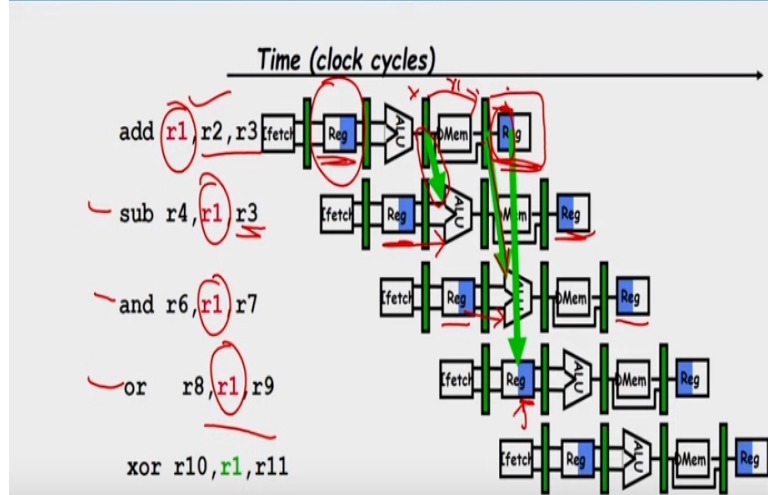 Time (clock cycles)
add r1,r2,r3 Ifetch Reg ALU DMem Reg
sub r4,r1 r3 Ifetch Reg ALU DMem Reg
and r6,r1,r7 Ifetch Reg ALU DMem Reg
or r8,r1,r9 Ifetch Reg ALU DMem Reg
xor r10,r1,r11 Ifetch Reg ALU DMem Reg